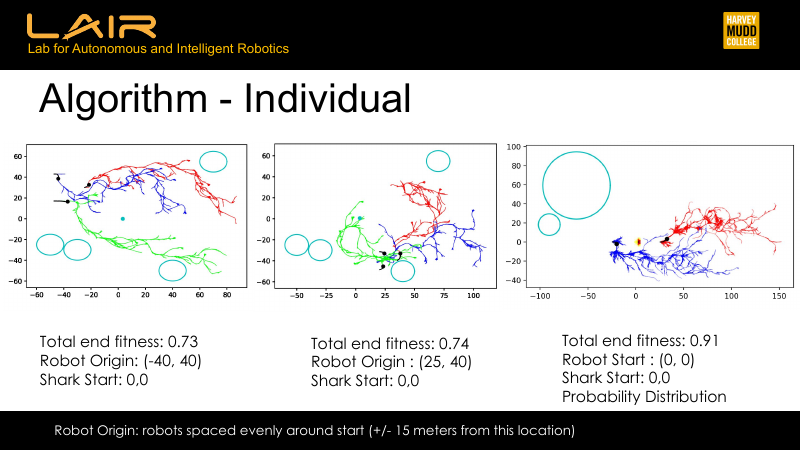 LAIR
Lab for Autonomous and Intelligent Robotics
HARVEY
MUDD
COLLEGE
Algorithm - Individual
60
40
20
0
−20
−40
−60
−60 −40 −20 0 20 40 60 80
60
40
20
0
−20
−40
−60
−50 −25 0 25 50 75 100
100
80
60
40
20
0
−20
−40
−100 −50 0 50 100 150
Total end fitness: 0.73
Robot Origin: (-40, 40)
Shark Start: 0,0
Total end fitness: 0.74
Robot Origin : (25, 40)
Shark Start: 0,0
Total end fitness: 0.91
Robot Start : (0, 0)
Shark Start: 0,0
Probability Distribution
Robot Origin: robots spaced evenly around start (+/- 15 meters from this location)